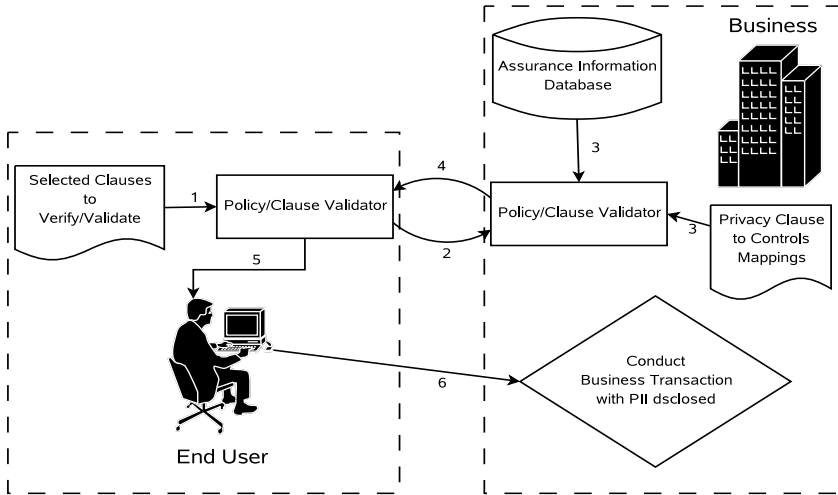 Business
Assurance Information
Database
3
4
Selected Clauses
to
Verify/Validate
1
Policy/Clause Validator
Policy/Clause Validator
2
3
Privacy Clause
to Controls
Mappings
5
6
Conduct
Business Transaction
with PII dsclosed
End User